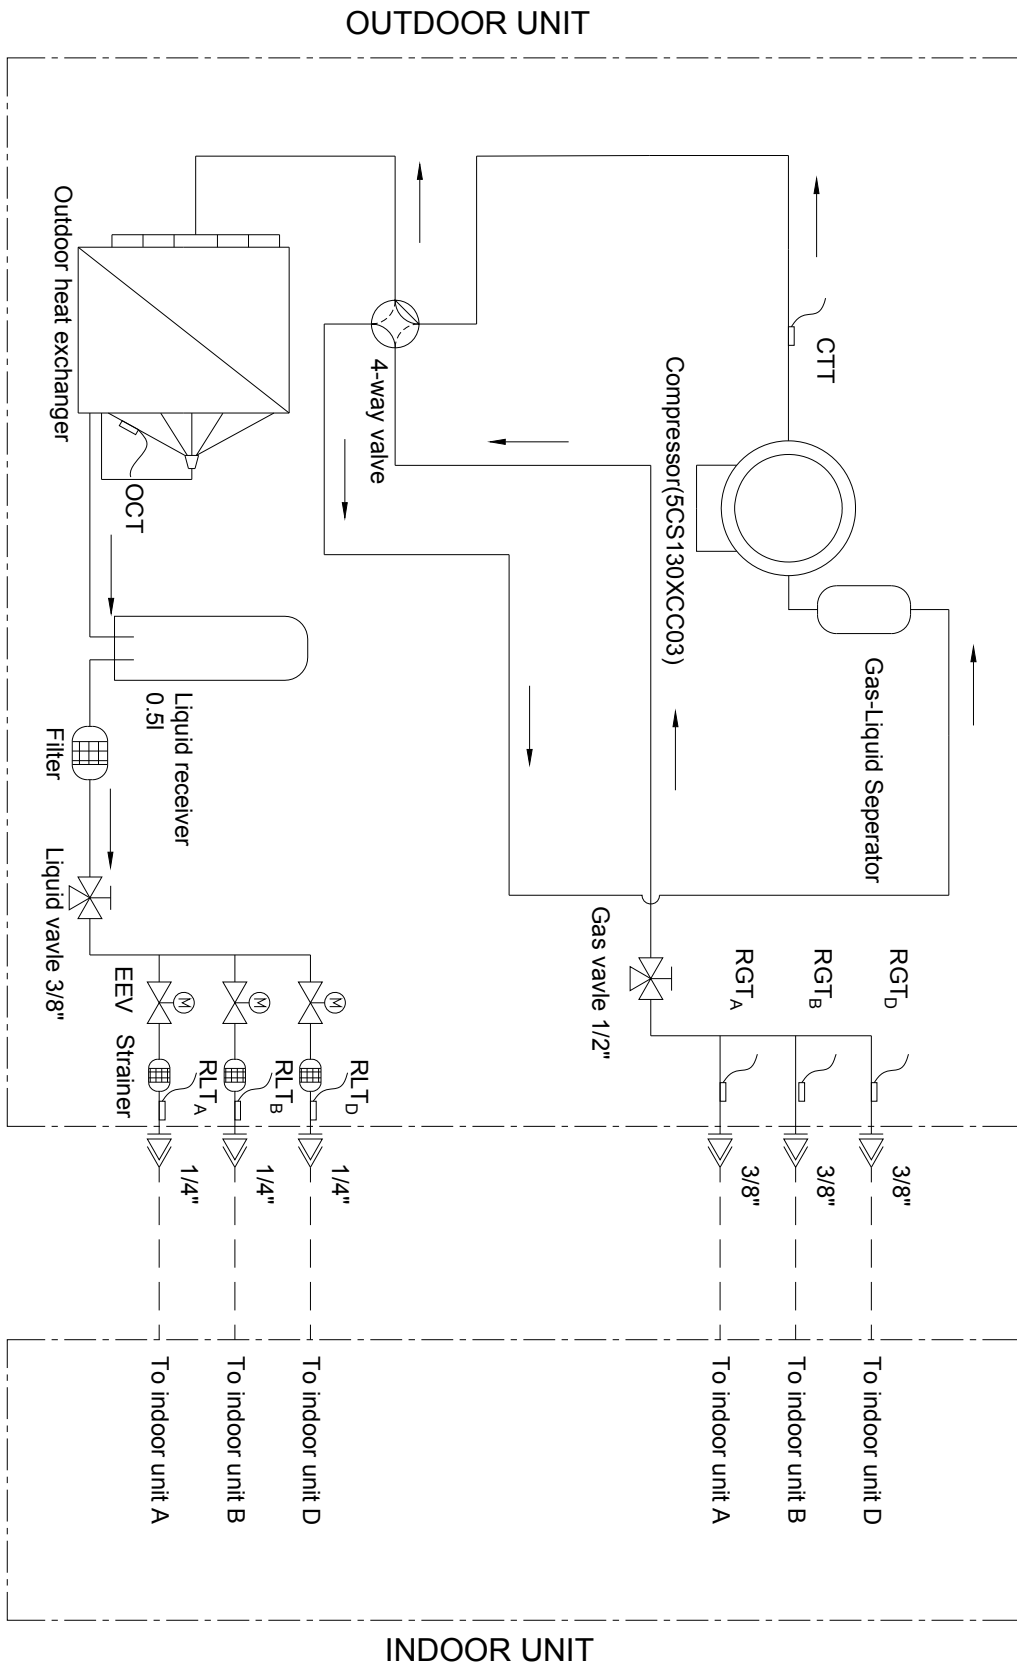 OUTDOOR UNIT
Outdoor heat exchanger
OCT
4-way valve
CTT
Compressor(5CS130XCC03)
Gas-Liquid Seperator
Liquid receiver
0.5l
Filter
Liquid vavle 3/8"
Gas vavle 1/2"
RGTA
RGTB
RGTD
EEV
M
M
M
Strainer
RLTA
RLTB
RLTD
1/4"
1/4"
1/4"
3/8"
3/8"
3/8"
To indoor unit A
To indoor unit B
To indoor unit D
To indoor unit A
To indoor unit B
To indoor unit D
INDOOR UNIT